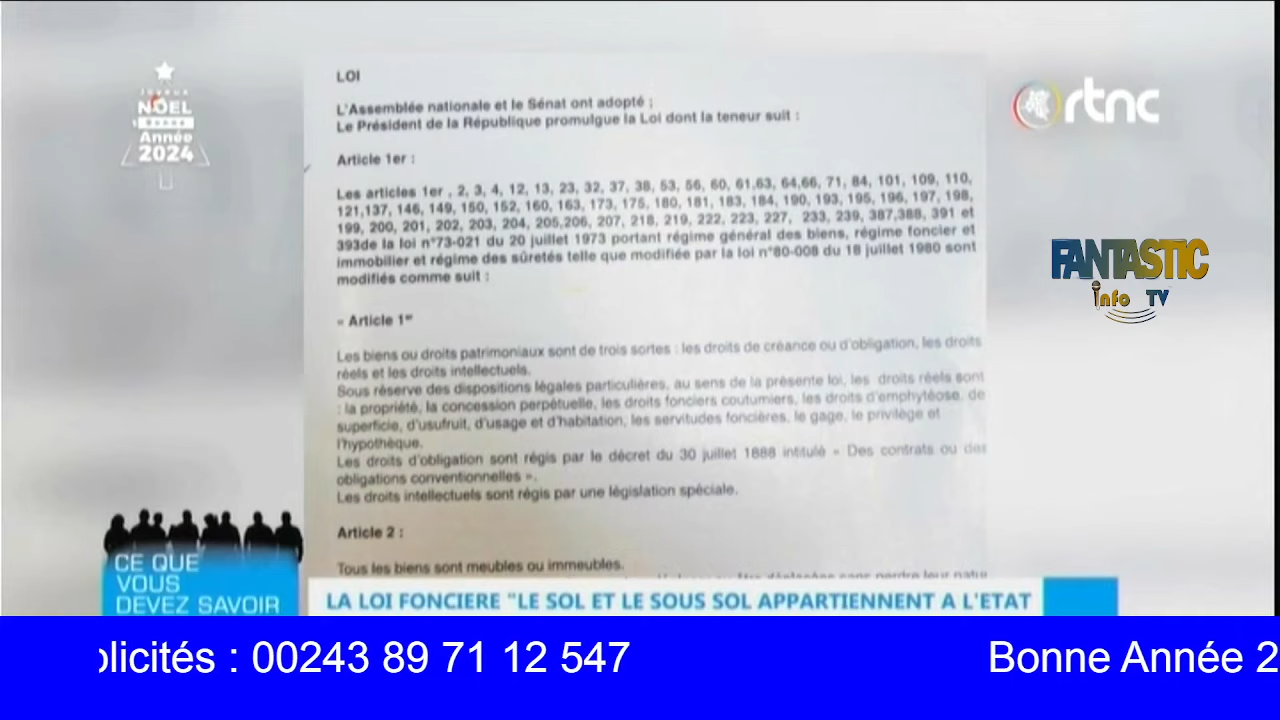 JOYEUX
NOËL
Bonne
Année
2024
rtnc
FANTASTIC
info TV
LOI
L'Assemblée nationale et le Sénat ont adopté ;
Le Président de la République promulgue la Loi dont la teneur suit :
Article 1er :
Les articles 1er , 2, 3, 4, 12, 13, 23, 32, 37, 38, 53, 56, 60, 61,63, 64,66, 71, 84, 101, 109, 110,
121,137, 146, 149, 150, 152, 160, 163, 173, 175, 180, 181, 183, 184, 190, 193, 195, 196, 197, 198,
199, 200, 201, 202, 203, 204, 205,206, 207, 218, 219, 222, 223, 227, 233, 239, 387,388, 391 et
393de la loi n°73-021 du 20 juillet 1973 portant régime général des biens, régime foncier et
immobilier et régime des sûretés telle que modifiée par la loi n°80-008 du 18 juillet 1980 sont
modifiés comme suit :
« Article 1er
Les biens ou droits patrimoniaux sont de trois sortes : les droits de créance ou d'obligation, les droits
réels et les droits intellectuels.
Sous réserve des dispositions légales particulières, au sens de la présente loi, les droits réels sont
: la propriété, la concession perpétuelle, les droits fonciers coutumiers, les droits d'emphytéose, de
superficie, d'usufruit, d'usage et d'habitation, les servitudes foncières, le gage, le privilège et
l'hypothèque.
Les droits d'obligation sont régis par le décret du 30 juillet 1888 intitulé « Des contrats ou des
obligations conventionnelles ».
Les droits intellectuels sont régis par une législation spéciale.
Article 2 :
Tous les biens sont meubles ou immeubles.
CE QUE
VOUS
DEVEZ SAVOIR
LA LOI FONCIERE "LE SOL ET LE SOUS SOL APPARTIENNENT A L'ETAT
blicités : 00243 89 71 12 547
Bonne Année 2